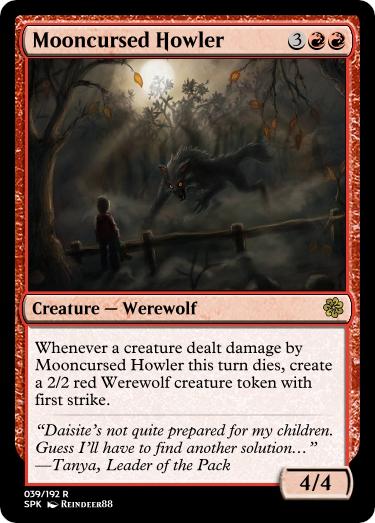 Mooncursed Howler 3
Creature — Werewolf
Whenever a creature dealt damage by
Mooncursed Howler this turn dies, create
a 2/2 red Werewolf creature token with
first strike.
“Daisite’s not quite prepared for my children.
Guess I’ll have to find another solution…”
—Tanya, Leader of the Pack
4/4
039/192 R
SPK Reindeer88